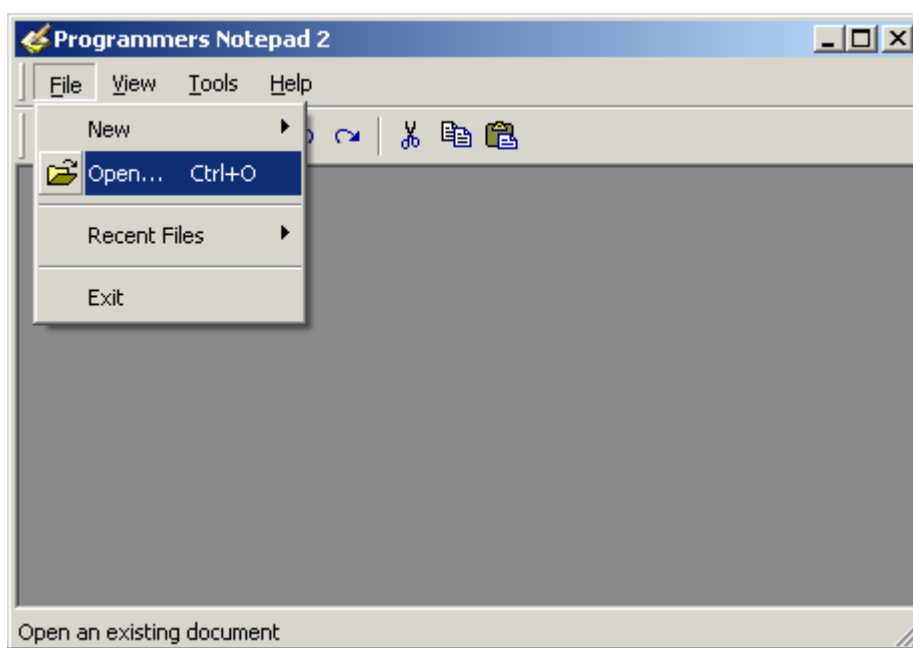 Programmers Notepad 2
File View Tools Help
New
Open... Ctrl+O
Recent Files
Exit
Open an existing document